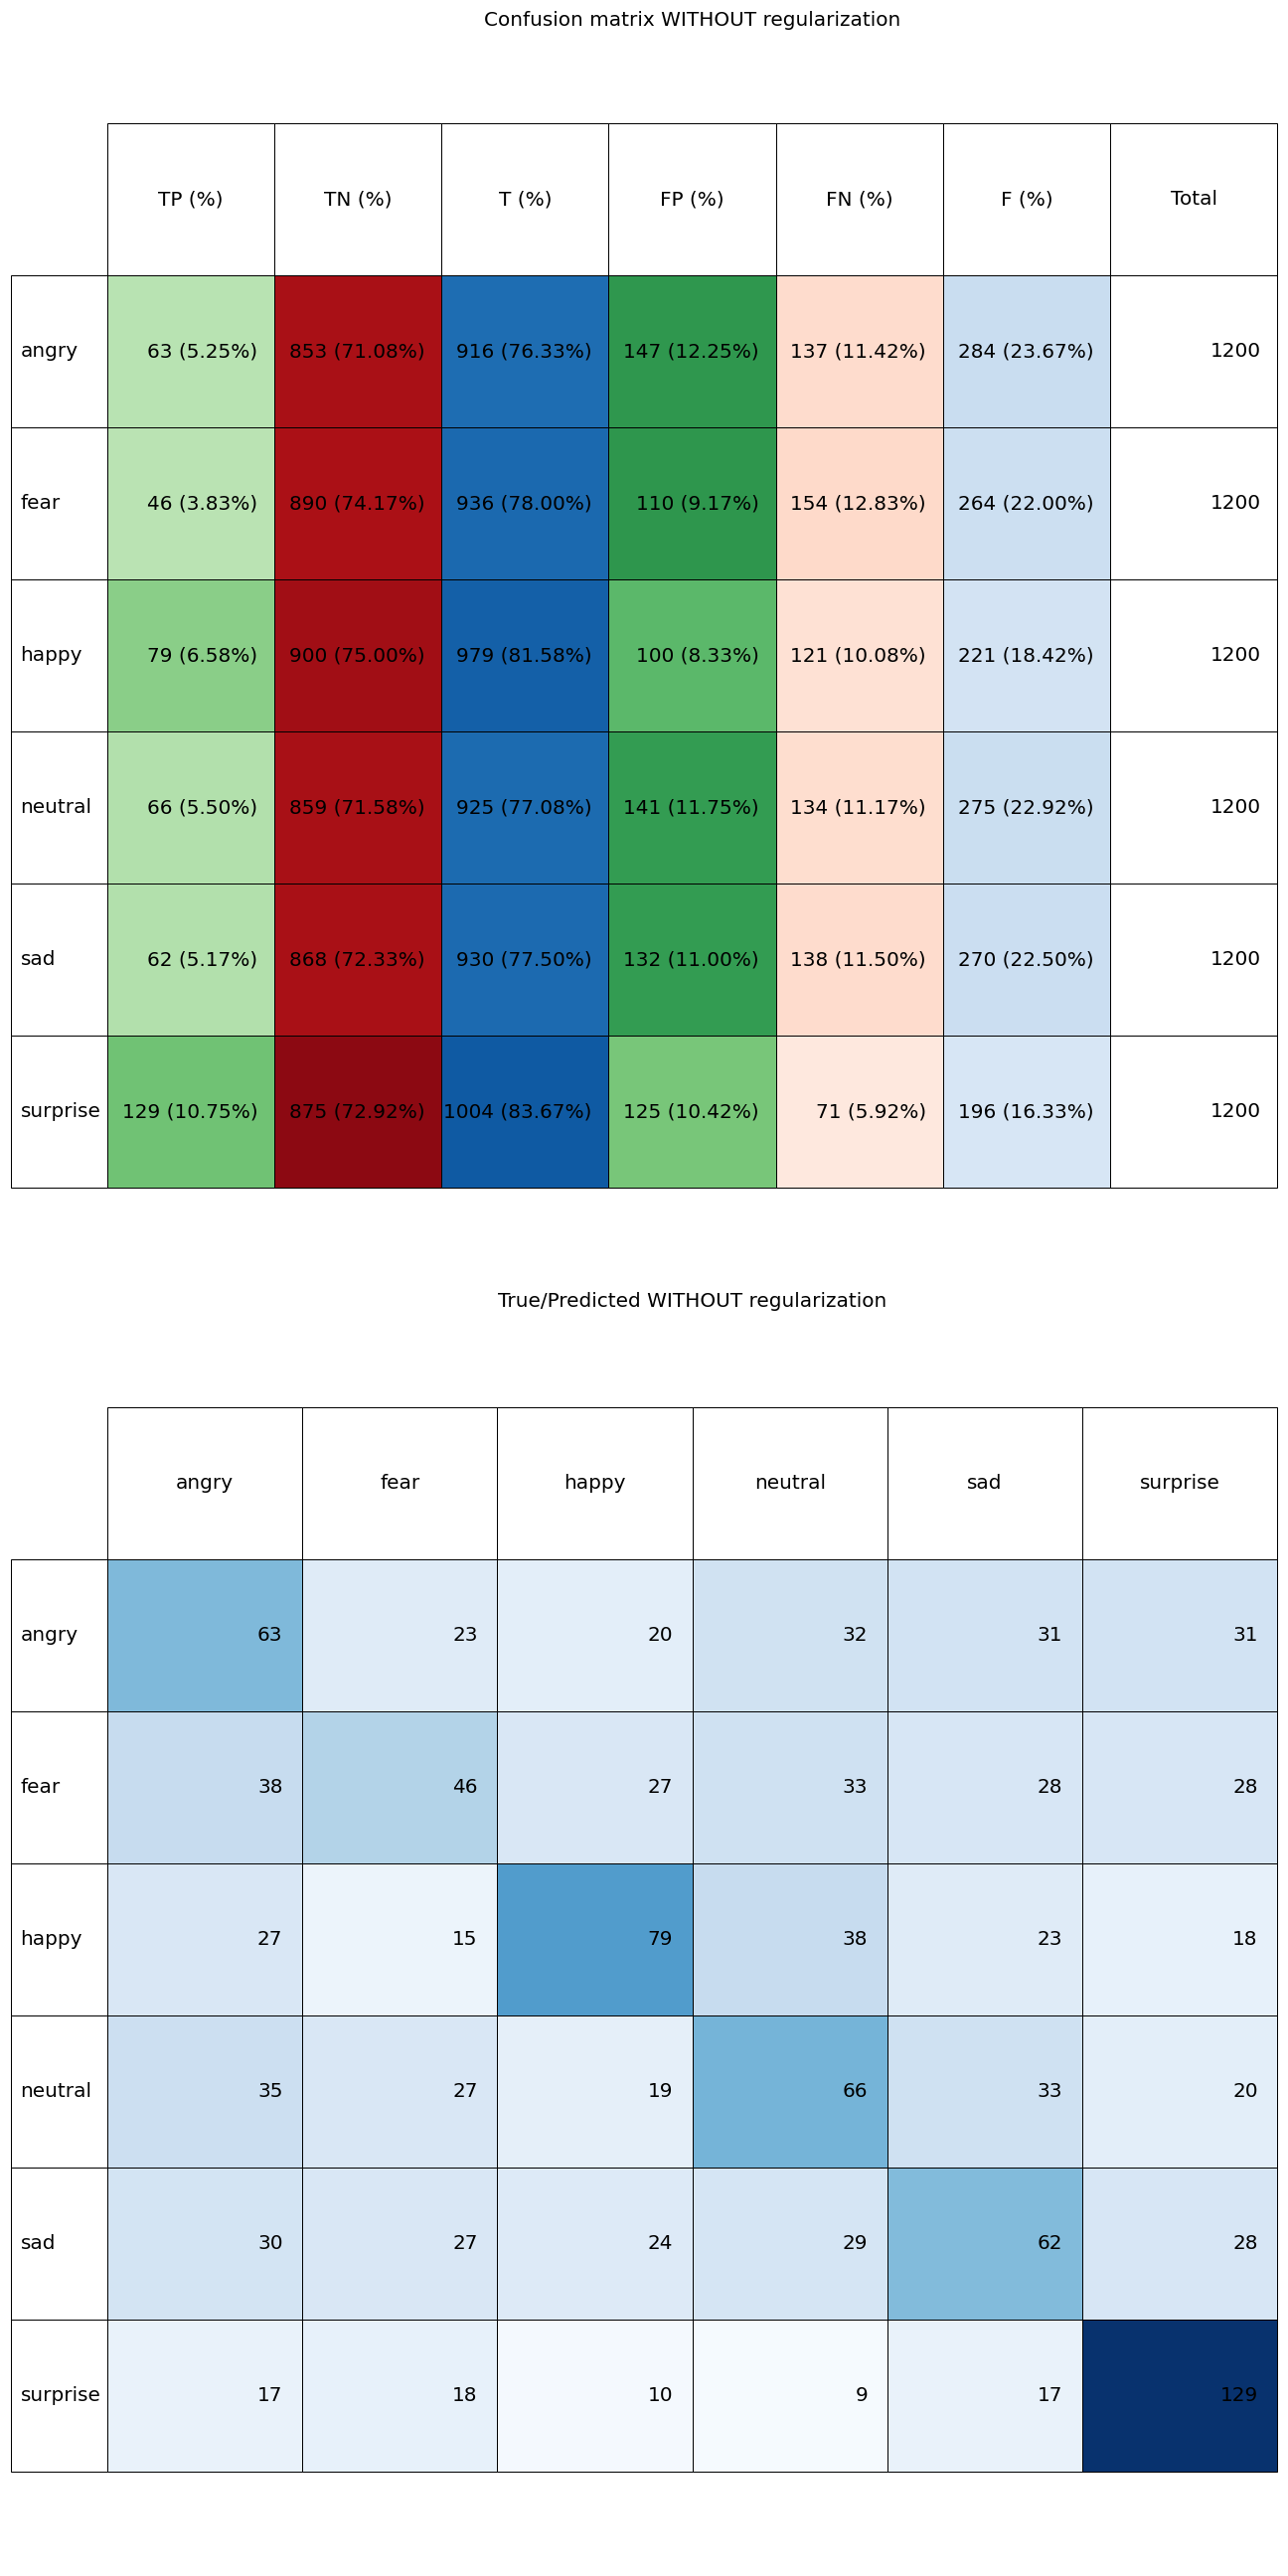 Confusion matrix WITHOUT regularization
TP (%) TN (%) T (%) FP (%) FN (%) F (%) Total
angry 63 (5.25%) 853 (71.08%) 916 (76.33%) 147 (12.25%) 137 (11.42%) 284 (23.67%) 1200
fear 46 (3.83%) 890 (74.17%) 936 (78.00%) 110 (9.17%) 154 (12.83%) 264 (22.00%) 1200
happy 79 (6.58%) 900 (75.00%) 979 (81.58%) 100 (8.33%) 121 (10.08%) 221 (18.42%) 1200
neutral 66 (5.50%) 859 (71.58%) 925 (77.08%) 141 (11.75%) 134 (11.17%) 275 (22.92%) 1200
sad 62 (5.17%) 868 (72.33%) 930 (77.50%) 132 (11.00%) 138 (11.50%) 270 (22.50%) 1200
surprise 129 (10.75%) 875 (72.92%) 1004 (83.67%) 125 (10.42%) 71 (5.92%) 196 (16.33%) 1200
True/Predicted WITHOUT regularization
angry fear happy neutral sad surprise
angry 63 23 20 32 31 31
fear 38 46 27 33 28 28
happy 27 15 79 38 23 18
neutral 35 27 19 66 33 20
sad 30 27 24 29 62 28
surprise 17 18 10 9 17 129